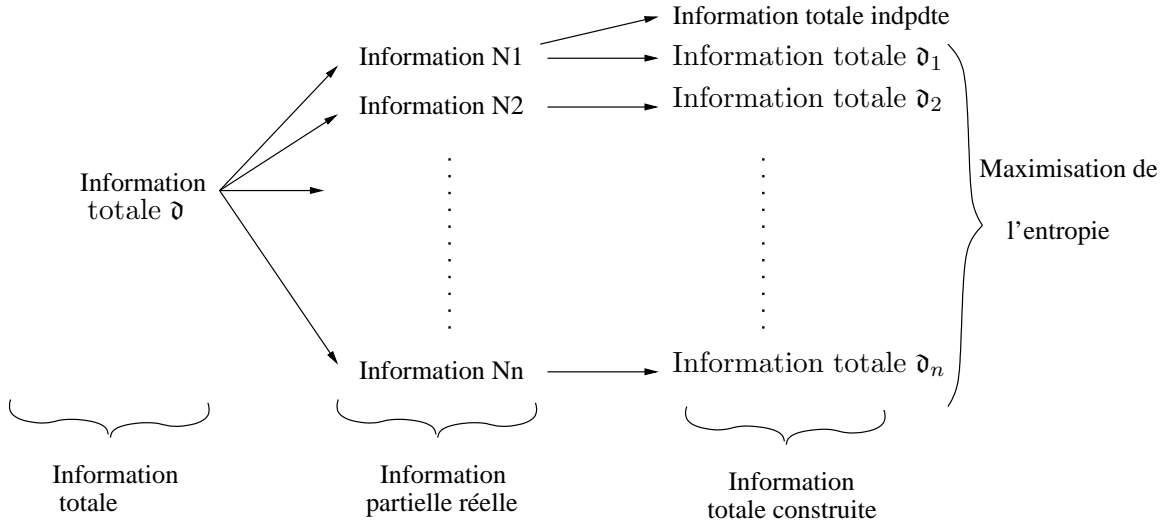 Information totale indpdte
Information N1
Information totale 𝔡₁
Information N2
Information totale 𝔡₂
Information
totale 𝔡
Maximisation de
l'entropie
Information Nn
Information totale 𝔡ₙ
Information
totale
Information
partielle réelle
Information
totale construite